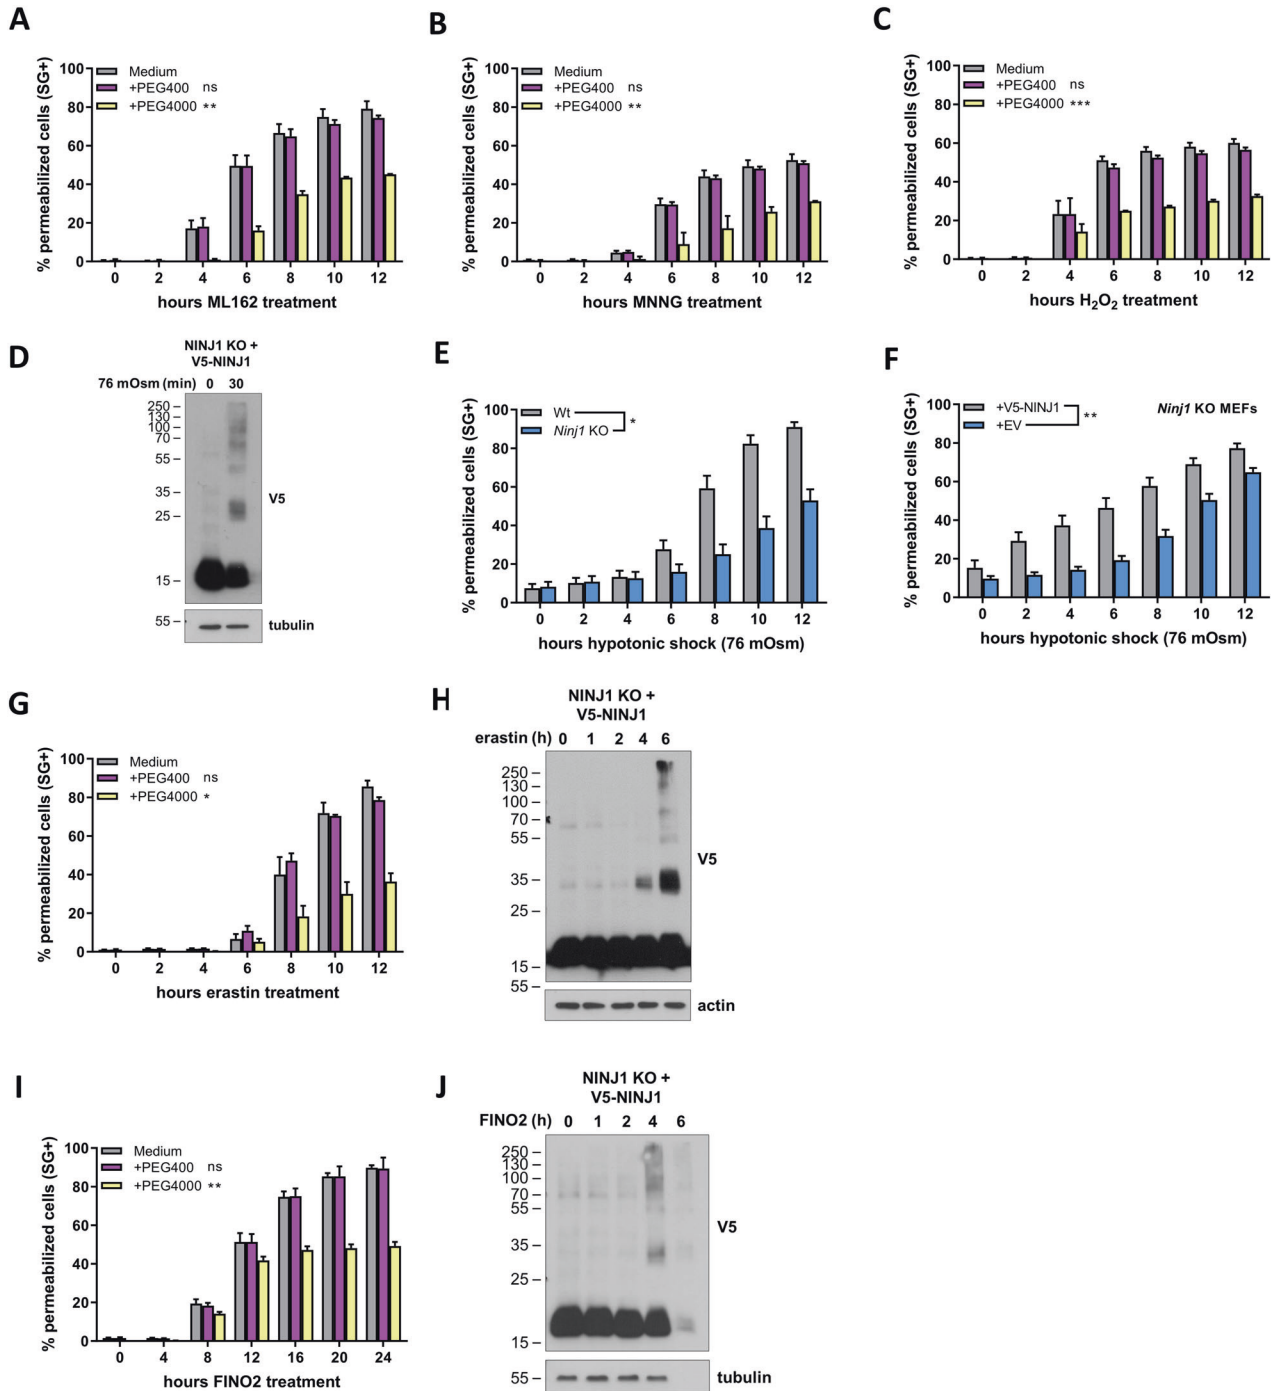 A
% permeabilized cells (SG+)
100
80
60
40
20
0
Medium
+PEG400 ns
+PEG4000 **
0 2 4 6 8 10 12
hours ML162 treatment
B
% permeabilized cells (SG+)
100
80
60
40
20
0
Medium
+PEG400 ns
+PEG4000 **
0 2 4 6 8 10 12
hours MNNG treatment
C
% permeabilized cells (SG+)
100
80
60
40
20
0
Medium
+PEG400 ns
+PEG4000 ***
0 2 4 6 8 10 12
hours H₂O₂ treatment
D
NINJ1 KO +
V5-NINJ1
76 mOsm (min) 0 30
250
130
100
70
55
35
25
15
V5
55
tubulin
E
% permeabilized cells (SG+)
100
80
60
40
20
0
Wt
Ninj1 KO
*
0 2 4 6 8 10 12
hours hypotonic shock (76 mOsm)
F
% permeabilized cells (SG+)
100
80
60
40
20
0
+V5-NINJ1
+EV
**
Ninj1 KO MEFs
0 2 4 6 8 10 12
hours hypotonic shock (76 mOsm)
G
% permeabilized cells (SG+)
100
80
60
40
20
0
Medium
+PEG400 ns
+PEG4000 *
0 2 4 6 8 10 12
hours erastin treatment
H
NINJ1 KO +
V5-NINJ1
erastin (h) 0 1 2 4 6
250
130
100
70
55
35
25
15
V5
55
actin
I
% permeabilized cells (SG+)
100
80
60
40
20
0
Medium
+PEG400 ns
+PEG4000 **
0 4 8 12 16 20 24
hours FINO2 treatment
J
NINJ1 KO +
V5-NINJ1
FINO2 (h) 0 1 2 4 6
250
130
100
70
55
35
25
15
V5
55
tubulin